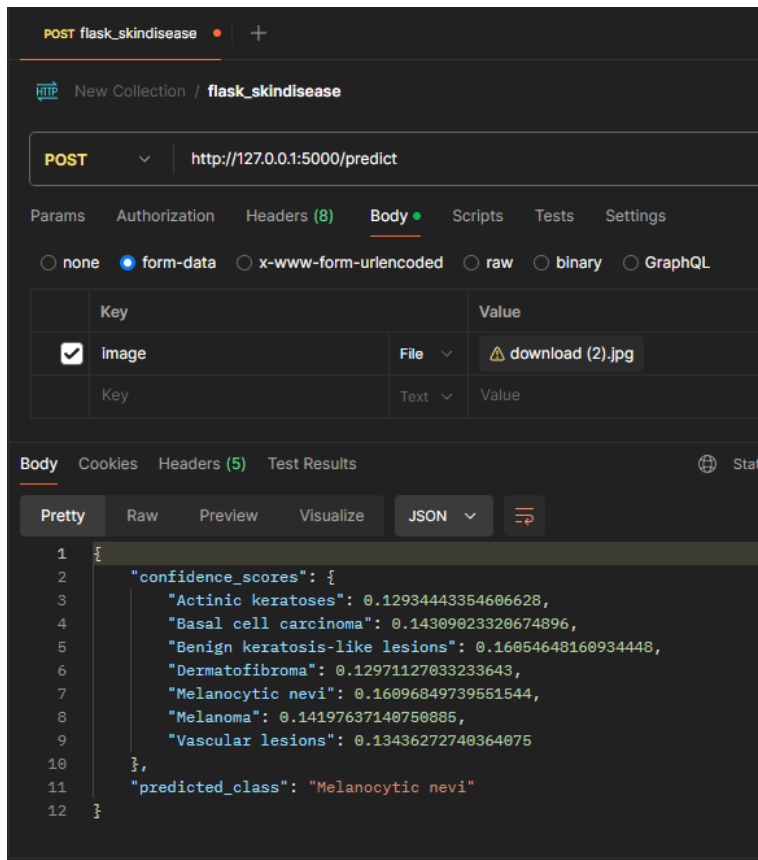 POST flask_skindisease
HTTP New Collection / flask_skindisease
POST http://127.0.0.1:5000/predict
Params Authorization Headers (8) Body Scripts Tests Settings
none form-data x-www-form-urlencoded raw binary GraphQL
Key Value
image File download (2).jpg
Key Text Value
Body Cookies Headers (5) Test Results Stat
Pretty Raw Preview Visualize JSON
1 {
2 "confidence_scores": {
3 "Actinic keratoses": 0.12934443354606628,
4 "Basal cell carcinoma": 0.14309023320674896,
5 "Benign keratosis-like lesions": 0.16054648160934448,
6 "Dermatofibroma": 0.12971127033233643,
7 "Melanocytic nevi": 0.16096849739551544,
8 "Melanoma": 0.14197637140750885,
9 "Vascular lesions": 0.13436272740364075
10 },
11 "predicted_class": "Melanocytic nevi"
12 }